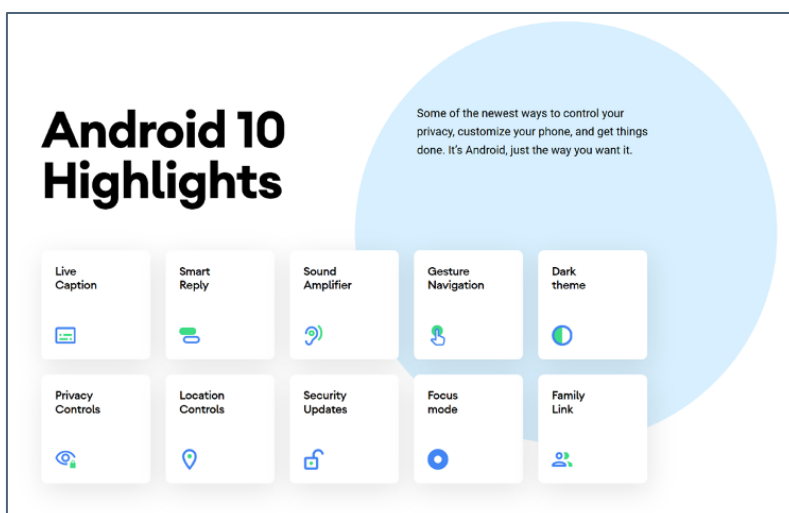 Android 10
Highlights
Some of the newest ways to control your
privacy, customize your phone, and get things
done. It's Android, just the way you want it.
Live
Caption
Smart
Reply
Sound
Amplifier
Gesture
Navigation
Dark
theme
Privacy
Controls
Location
Controls
Security
Updates
Focus
mode
Family
Link